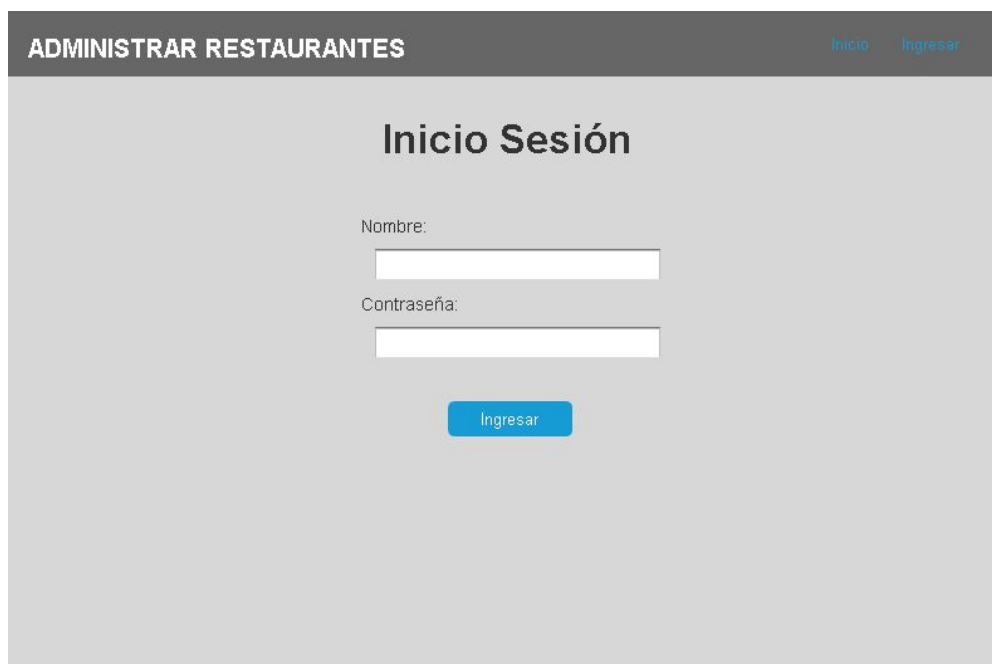 ADMINISTRAR RESTAURANTES
Inicio Ingresar
Inicio Sesión
Nombre:
Contraseña:
Ingresar